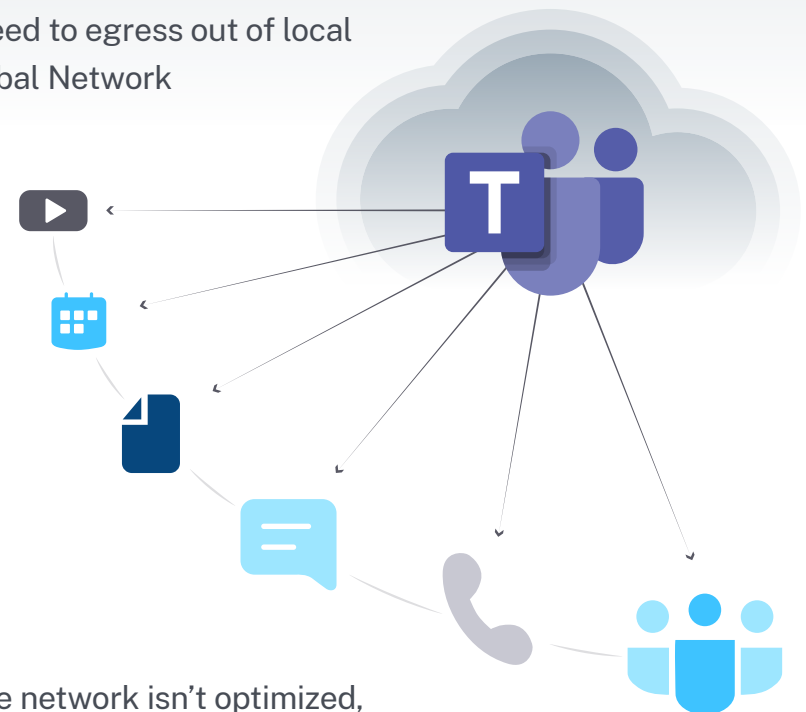 eed to egress out of local
bal Network
T
e network isn’t optimized,